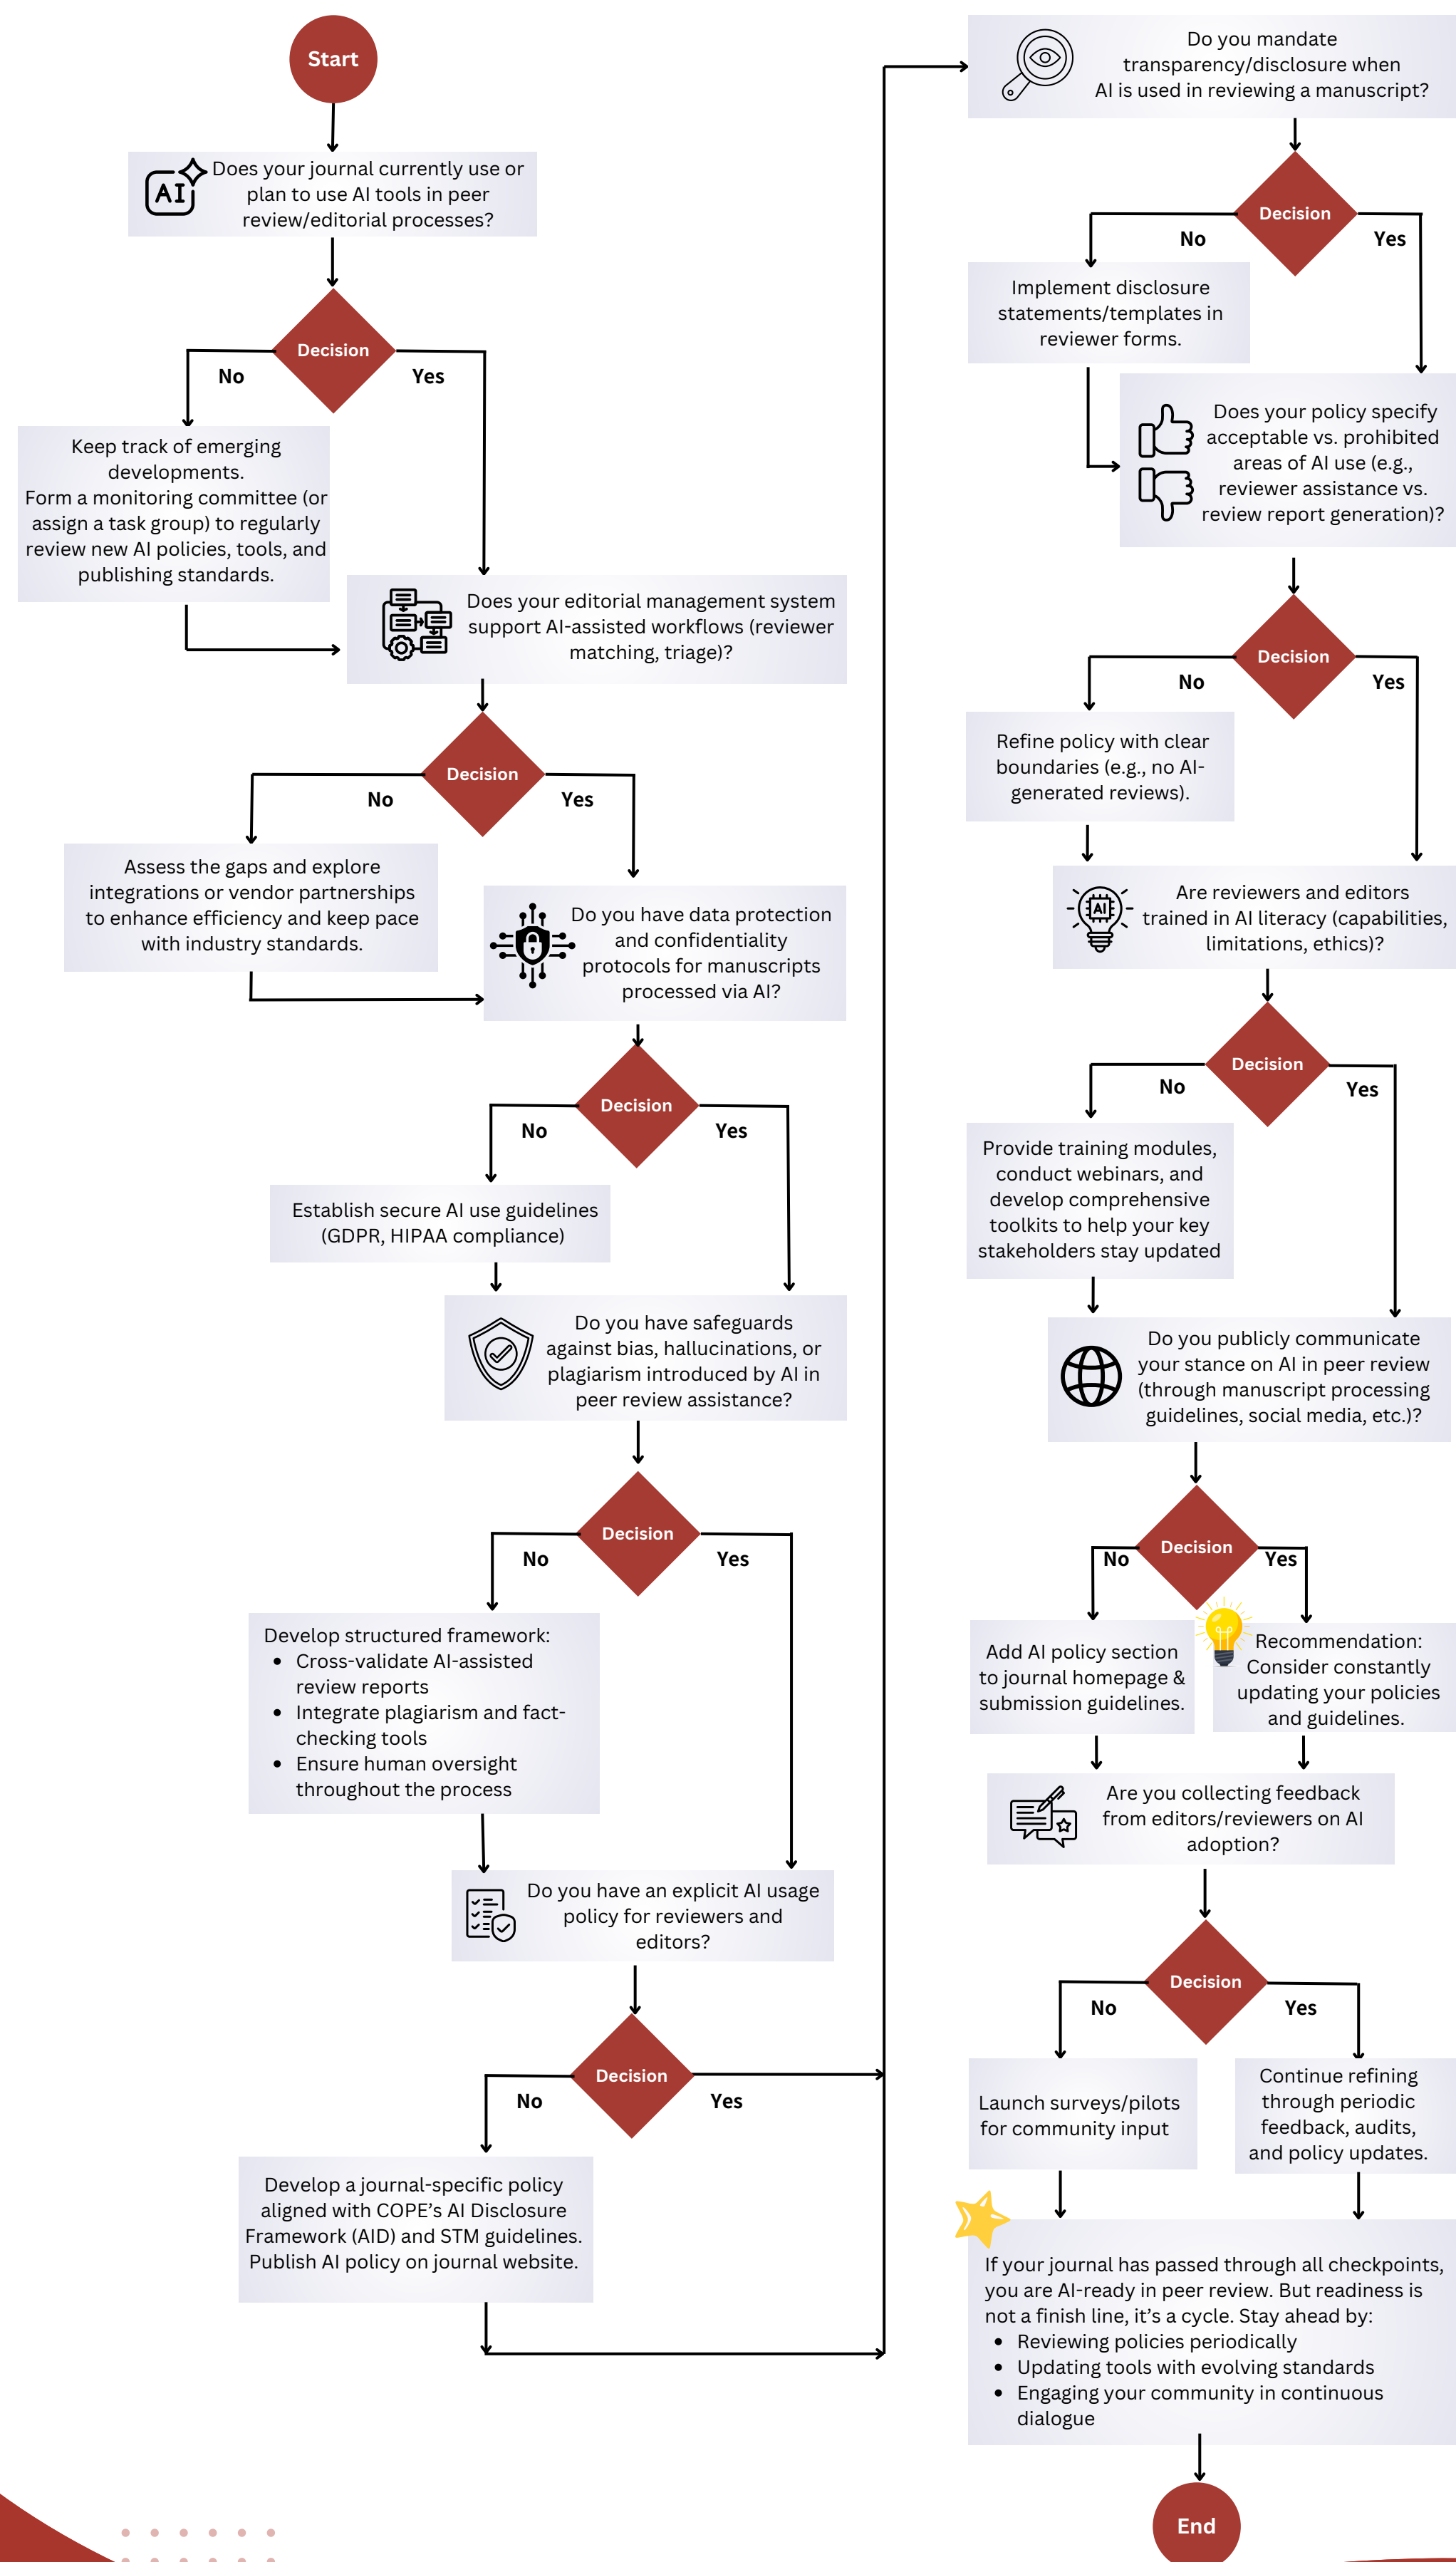 Start
AI
Does your journal currently use or
plan to use AI tools in peer
review/editorial processes?
Decision
No
Yes
Keep track of emerging
developments.
Form a monitoring committee (or
assign a task group) to regularly
review new AI policies, tools, and
publishing standards.
Does your editorial management system
support AI-assisted workflows (reviewer
matching, triage)?
Decision
No
Yes
Assess the gaps and explore
integrations or vendor partnerships
to enhance efficiency and keep pace
with industry standards.
Do you have data protection
and confidentiality
protocols for manuscripts
processed via AI?
Decision
No
Yes
Establish secure AI use guidelines
(GDPR, HIPAA compliance)
Do you have safeguards
against bias, hallucinations, or
plagiarism introduced by AI in
peer review assistance?
Decision
No
Yes
Develop structured framework:
• Cross-validate AI-assisted
review reports
• Integrate plagiarism and fact-
checking tools
• Ensure human oversight
throughout the process
Do you have an explicit AI usage
policy for reviewers and
editors?
Decision
No
Yes
Develop a journal-specific policy
aligned with COPE’s AI Disclosure
Framework (AID) and STM guidelines.
Publish AI policy on journal website.
Do you mandate
transparency/disclosure when
AI is used in reviewing a manuscript?
Decision
No
Yes
Implement disclosure
statements/templates in
reviewer forms.
Does your policy specify
acceptable vs. prohibited
areas of AI use (e.g.,
reviewer assistance vs.
review report generation)?
Decision
No
Yes
Refine policy with clear
boundaries (e.g., no AI-
generated reviews).
AI
Are reviewers and editors
trained in AI literacy (capabilities,
limitations, ethics)?
Decision
No
Yes
Provide training modules,
conduct webinars, and
develop comprehensive
toolkits to help your key
stakeholders stay updated
Do you publicly communicate
your stance on AI in peer review
(through manuscript processing
guidelines, social media, etc.)?
Decision
No
Yes
Add AI policy section
to journal homepage &
submission guidelines.
Recommendation:
Consider constantly
updating your policies
and guidelines.
Are you collecting feedback
from editors/reviewers on AI
adoption?
Decision
No
Yes
Launch surveys/pilots
for community input
Continue refining
through periodic
feedback, audits,
and policy updates.
If your journal has passed through all checkpoints,
you are AI-ready in peer review. But readiness is
not a finish line, it’s a cycle. Stay ahead by:
• Reviewing policies periodically
• Updating tools with evolving standards
• Engaging your community in continuous
dialogue
End